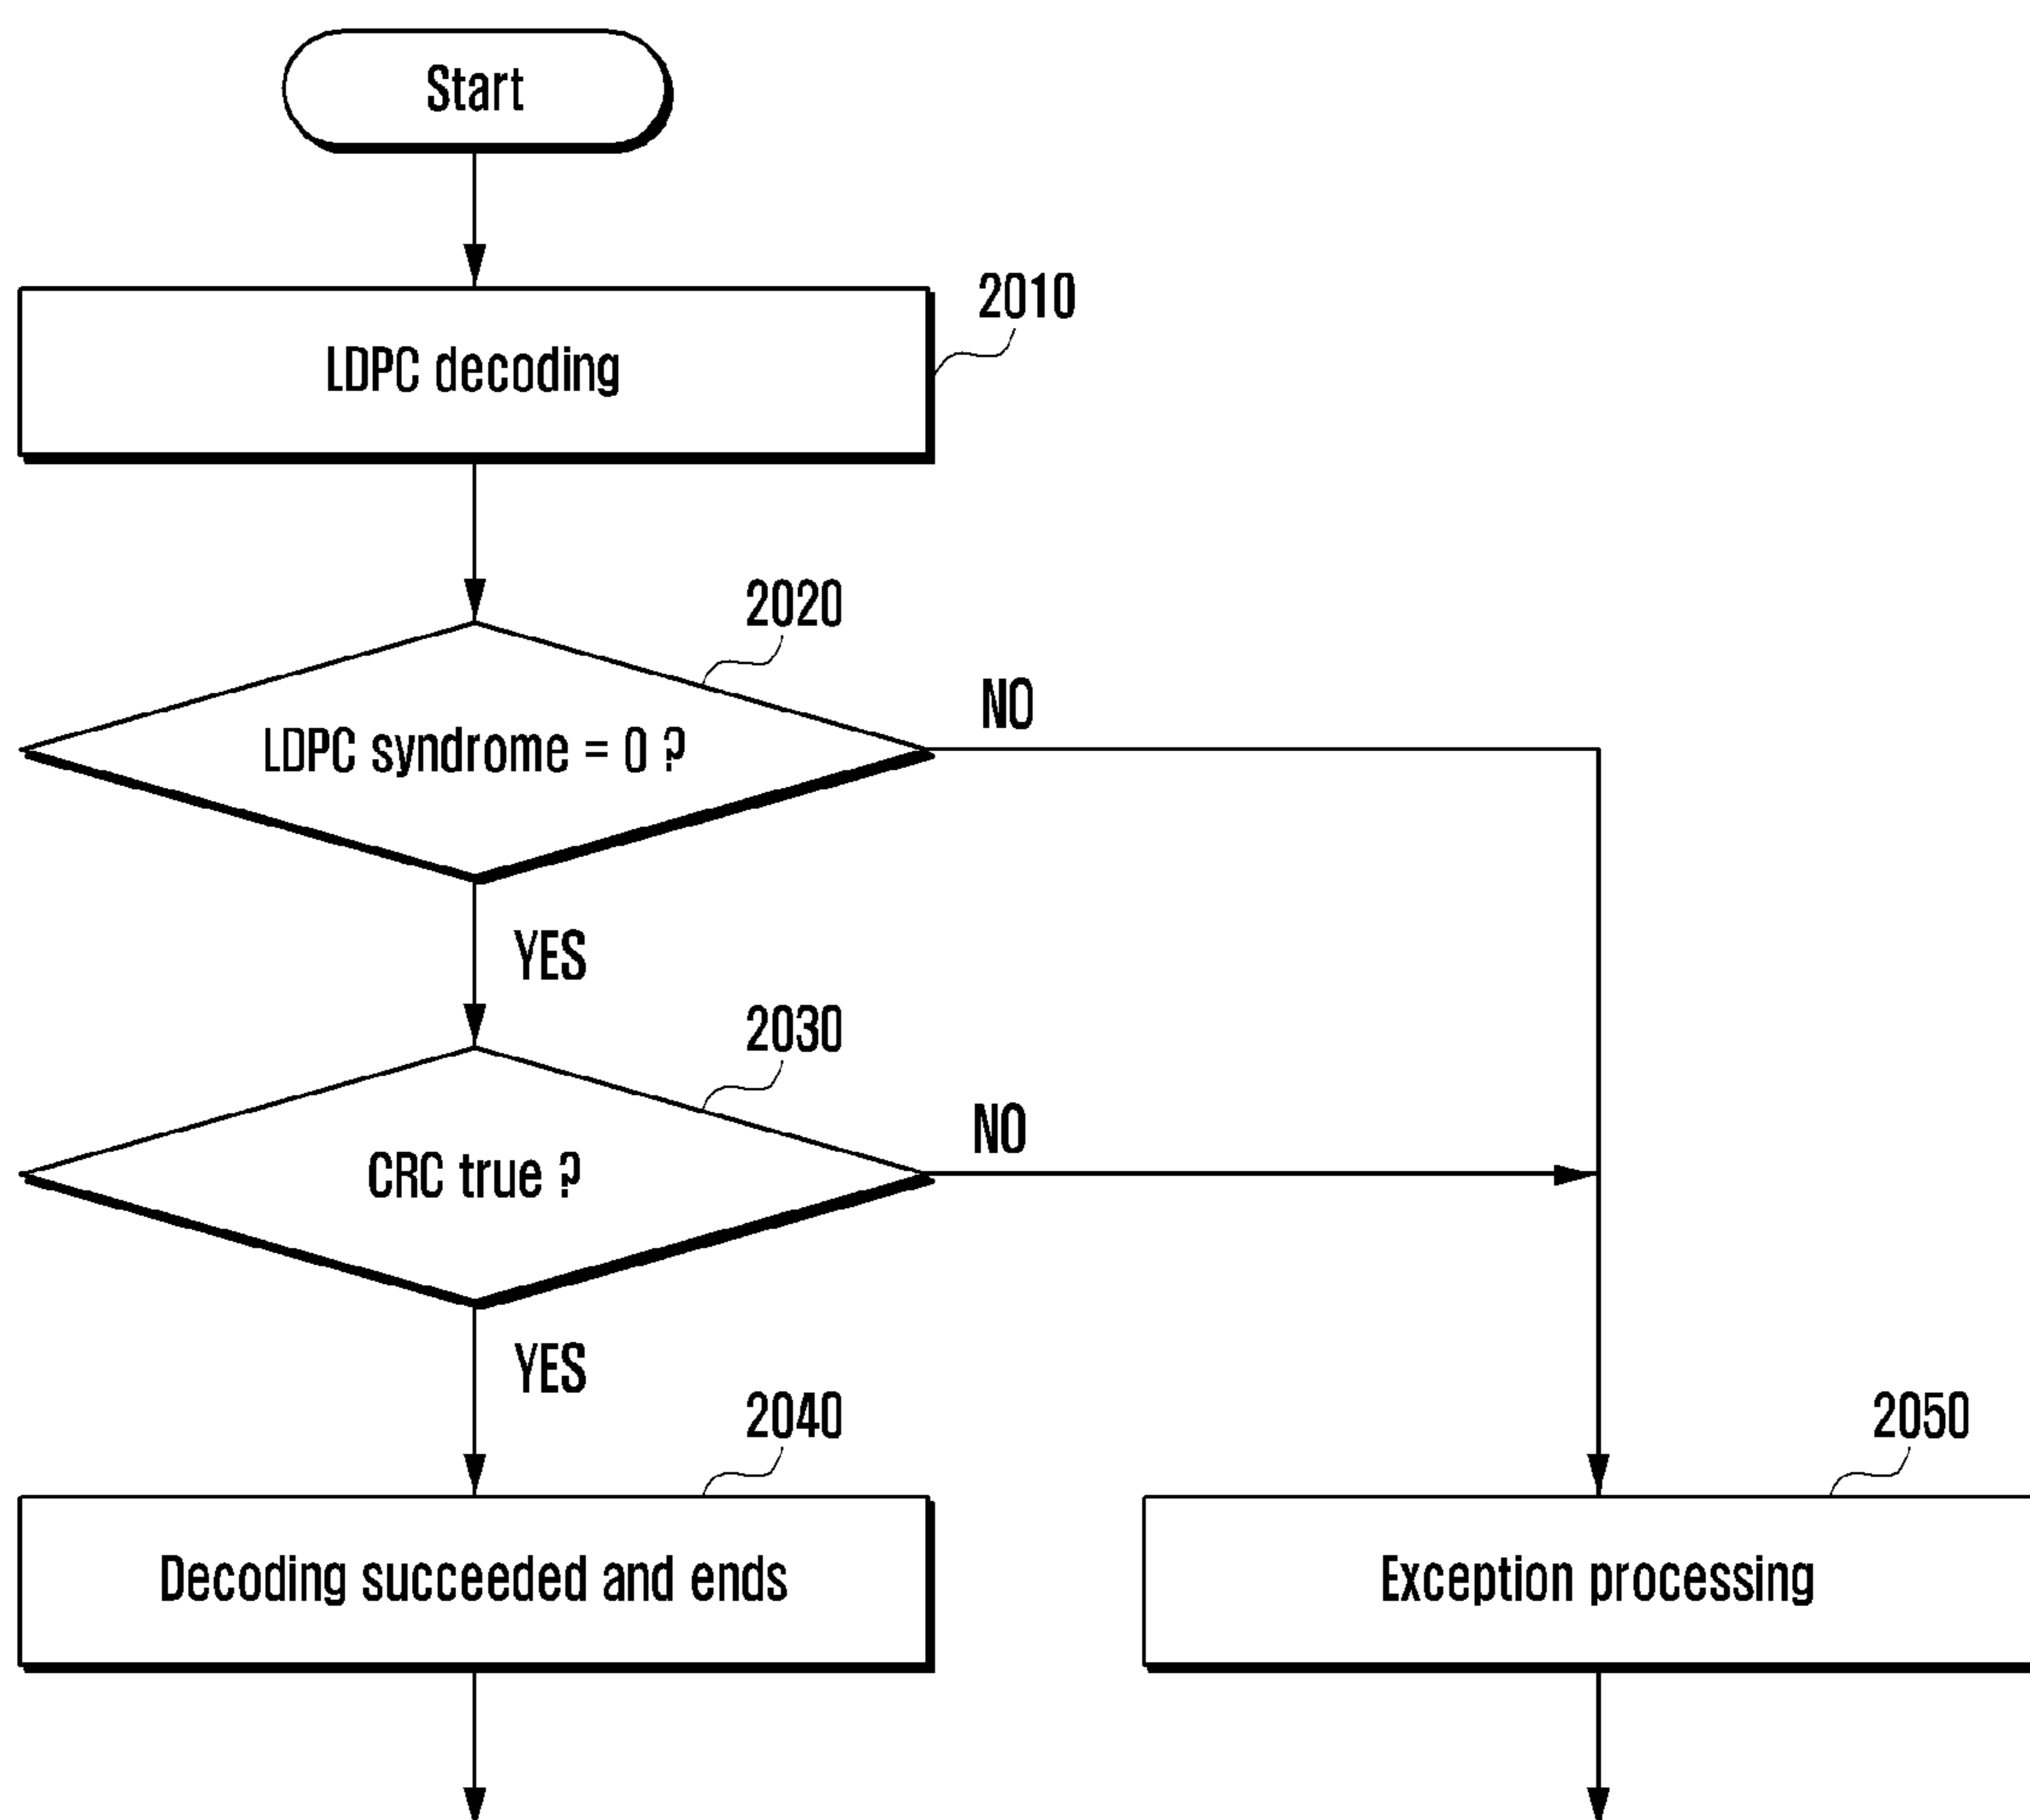 Start
2010
LDPC decoding
2020
NO
LDPC syndrome = 0 ?
YES
2030
NO
CRC true ?
YES
2040
2050
Decoding succeeded and ends
Exception processing